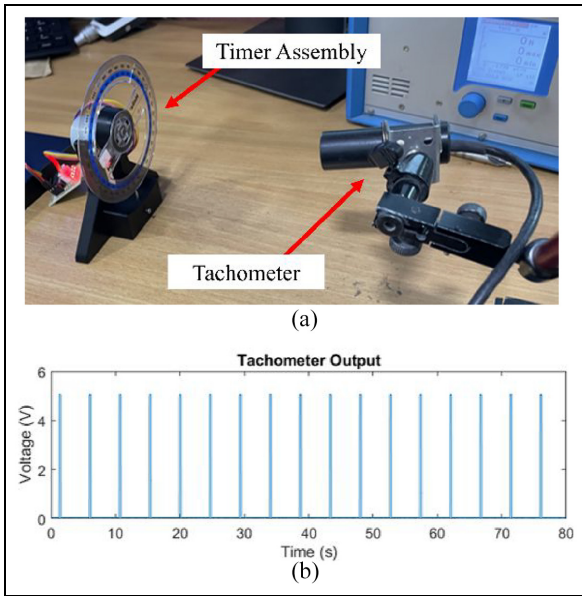 Timer Assembly
Tachometer
(a)
Tachometer Output
Voltage (V)
6
4
2
0
0 10 20 30 40 50 60 70 80
Time (s)
(b)